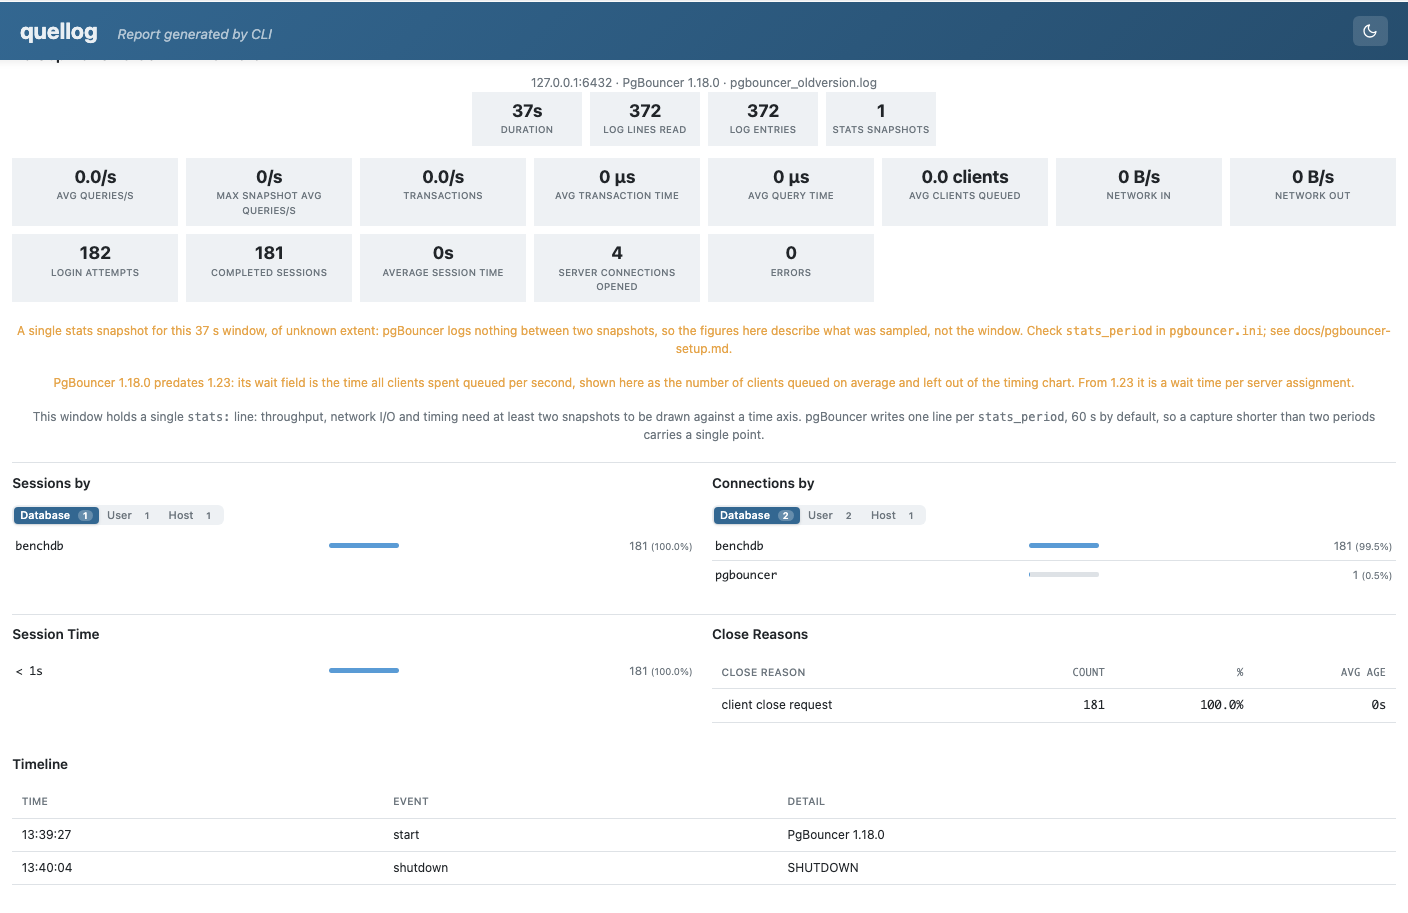 quellog
Report generated by CLI
127.0.0.1:6432 · PgBouncer 1.18.0 · pgbouncer_oldversion.log
37s
DURATION
372
LOG LINES READ
372
LOG ENTRIES
1
STATS SNAPSHOTS
0.0/s
AVG QUERIES/S
0/s
MAX SNAPSHOT AVG
QUERIES/S
0.0/s
TRANSACTIONS
0 µs
AVG TRANSACTION TIME
0 µs
AVG QUERY TIME
0.0 clients
AVG CLIENTS QUEUED
0 B/s
NETWORK IN
0 B/s
NETWORK OUT
182
LOGIN ATTEMPTS
181
COMPLETED SESSIONS
0s
AVERAGE SESSION TIME
4
SERVER CONNECTIONS
OPENED
0
ERRORS
A single stats snapshot for this 37 s window, of unknown extent: pgBouncer logs nothing between two snapshots, so the figures here describe what was sampled, not the window. Check stats_period in pgbouncer.ini; see docs/pgbouncer-
setup.md.
PgBouncer 1.18.0 predates 1.23: its wait field is the time all clients spent queued per second, shown here as the number of clients queued on average and left out of the timing chart. From 1.23 it is a wait time per server assignment.
This window holds a single stats: line: throughput, network I/O and timing need at least two snapshots to be drawn against a time axis. pgBouncer writes one line per stats_period, 60 s by default, so a capture shorter than two periods
carries a single point.
Sessions by
Database 1 User 1 Host 1
benchdb 181 (100.0%)
Connections by
Database 2 User 2 Host 1
benchdb 181 (99.5%)
pgbouncer 1 (0.5%)
Session Time
< 1s 181 (100.0%)
Close Reasons
CLOSE REASON COUNT % AVG AGE
client close request 181 100.0% 0s
Timeline
TIME EVENT DETAIL
13:39:27 start PgBouncer 1.18.0
13:40:04 shutdown SHUTDOWN